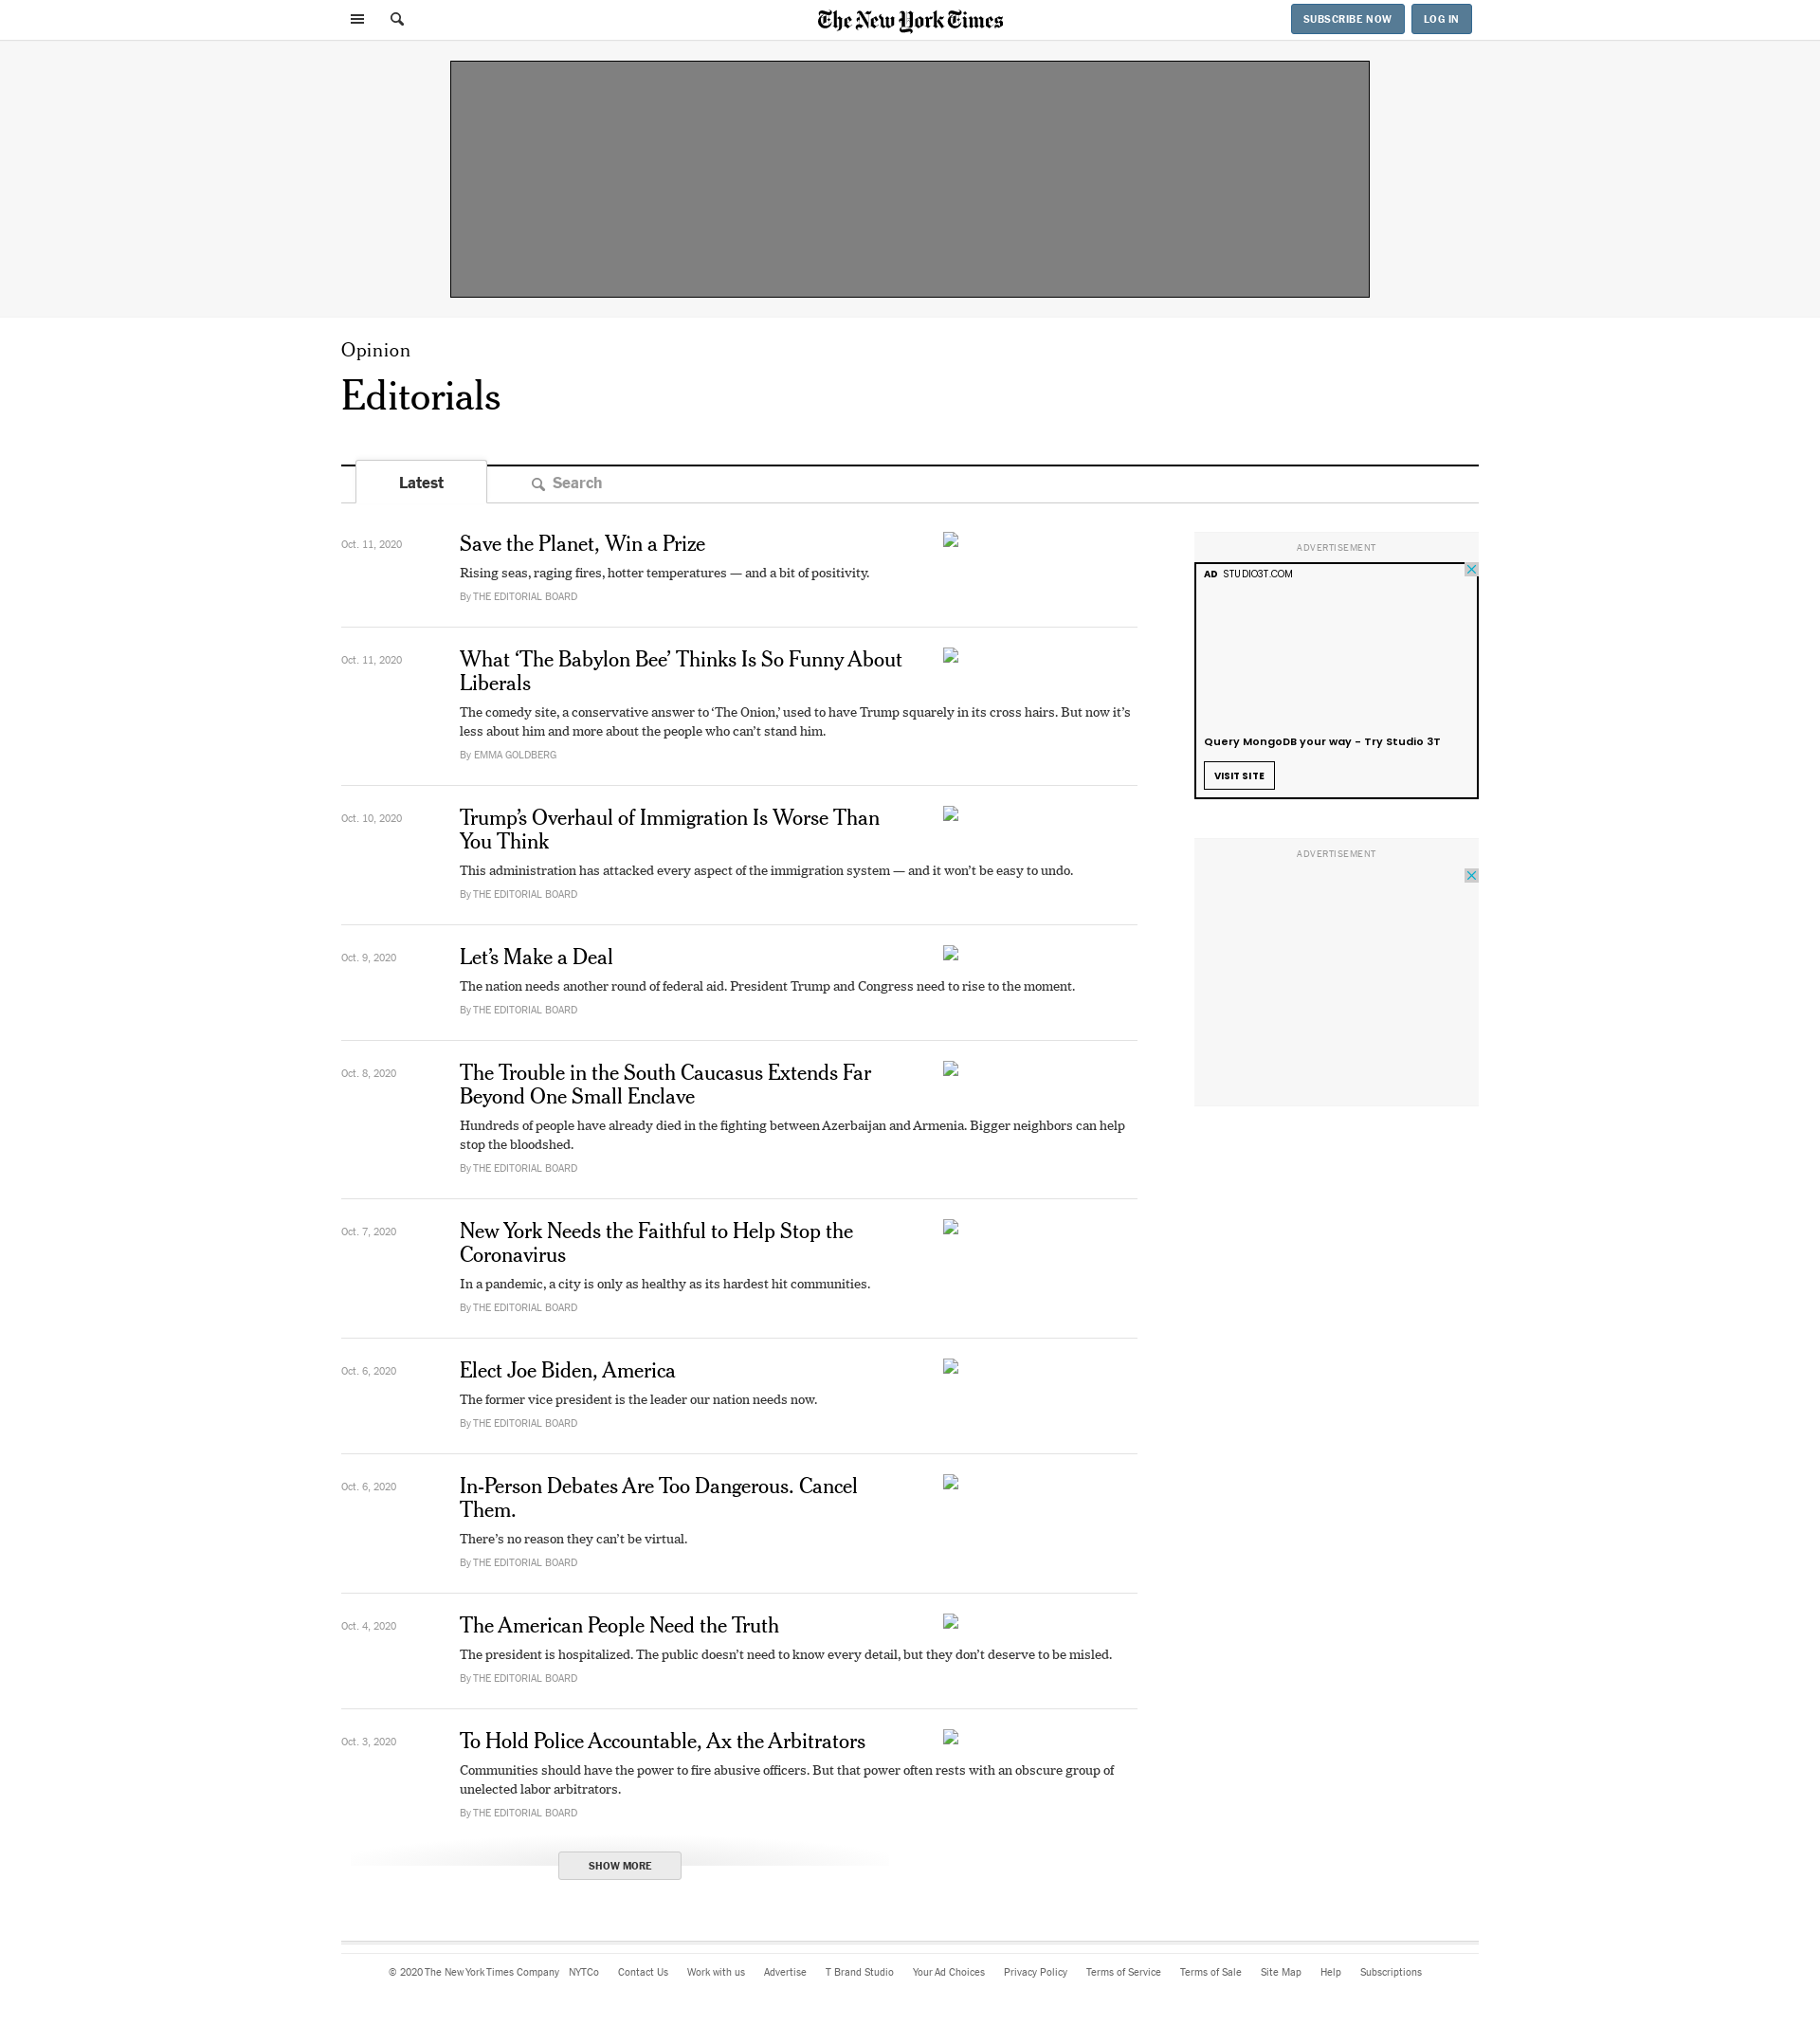 The New York Times
SUBSCRIBE NOW
LOG IN
Opinion
Editorials
Latest
Search
Oct. 11, 2020
Save the Planet, Win a Prize
Rising seas, raging fires, hotter temperatures — and a bit of positivity.
By THE EDITORIAL BOARD
Oct. 11, 2020
What ‘The Babylon Bee’ Thinks Is So Funny About
Liberals
The comedy site, a conservative answer to ‘The Onion,’ used to have Trump squarely in its cross hairs. But now it’s
less about him and more about the people who can’t stand him.
By EMMA GOLDBERG
Oct. 10, 2020
Trump’s Overhaul of Immigration Is Worse Than
You Think
This administration has attacked every aspect of the immigration system — and it won’t be easy to undo.
By THE EDITORIAL BOARD
Oct. 9, 2020
Let’s Make a Deal
The nation needs another round of federal aid. President Trump and Congress need to rise to the moment.
By THE EDITORIAL BOARD
Oct. 8, 2020
The Trouble in the South Caucasus Extends Far
Beyond One Small Enclave
Hundreds of people have already died in the fighting between Azerbaijan and Armenia. Bigger neighbors can help
stop the bloodshed.
By THE EDITORIAL BOARD
Oct. 7, 2020
New York Needs the Faithful to Help Stop the
Coronavirus
In a pandemic, a city is only as healthy as its hardest hit communities.
By THE EDITORIAL BOARD
Oct. 6, 2020
Elect Joe Biden, America
The former vice president is the leader our nation needs now.
By THE EDITORIAL BOARD
Oct. 6, 2020
In-Person Debates Are Too Dangerous. Cancel
Them.
There’s no reason they can’t be virtual.
By THE EDITORIAL BOARD
Oct. 4, 2020
The American People Need the Truth
The president is hospitalized. The public doesn’t need to know every detail, but they don’t deserve to be misled.
By THE EDITORIAL BOARD
Oct. 3, 2020
To Hold Police Accountable, Ax the Arbitrators
Communities should have the power to fire abusive officers. But that power often rests with an obscure group of
unelected labor arbitrators.
By THE EDITORIAL BOARD
SHOW MORE
ADVERTISEMENT
AD STUDIO3T.COM
Query MongoDB your way - Try Studio 3T
VISIT SITE
ADVERTISEMENT
© 2020 The New York Times Company NYTCo Contact Us Work with us Advertise T Brand Studio Your Ad Choices Privacy Policy Terms of Service Terms of Sale Site Map Help Subscriptions